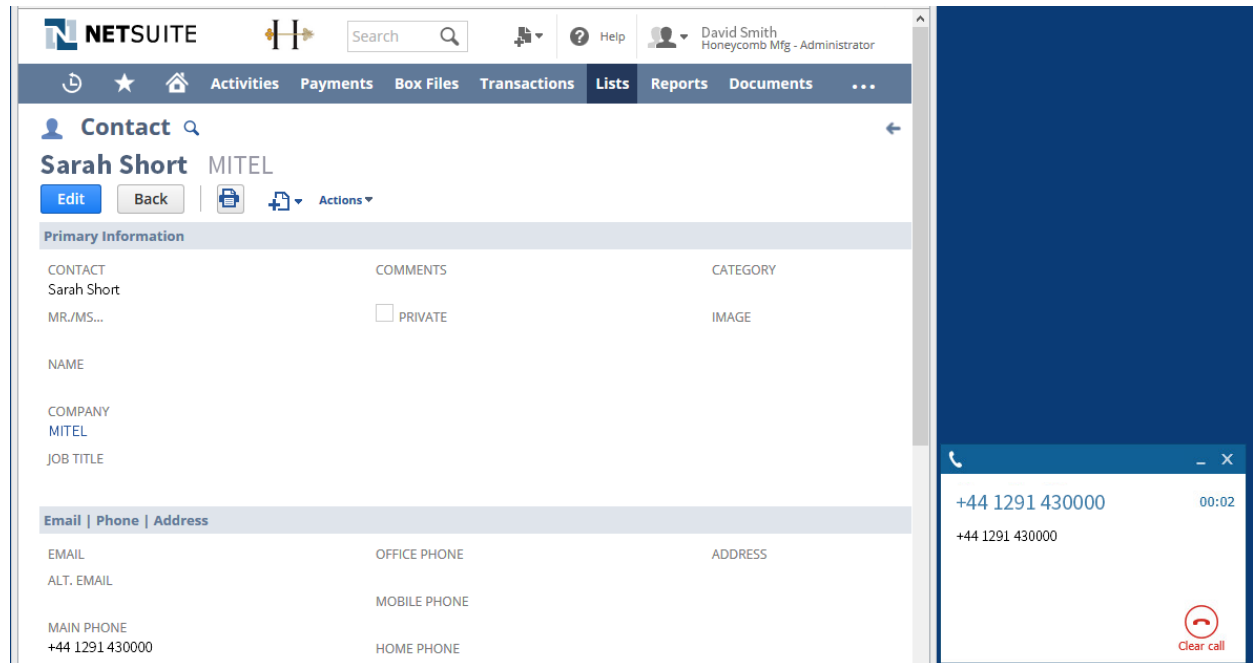 NETSUITE
Search
Help
David Smith
Honeycomb Mfg - Administrator
Activities Payments Box Files Transactions Lists Reports Documents ...
Contact
Sarah Short MITEL
Edit Back Actions
Primary Information
CONTACT COMMENTS CATEGORY
Sarah Short
MR./MS... PRIVATE IMAGE
NAME
COMPANY
MITEL
JOB TITLE
Email | Phone | Address
EMAIL OFFICE PHONE ADDRESS
ALT. EMAIL
MOBILE PHONE
MAIN PHONE
+44 1291 430000
HOME PHONE
+44 1291 430000 00:02
+44 1291 430000
Clear call